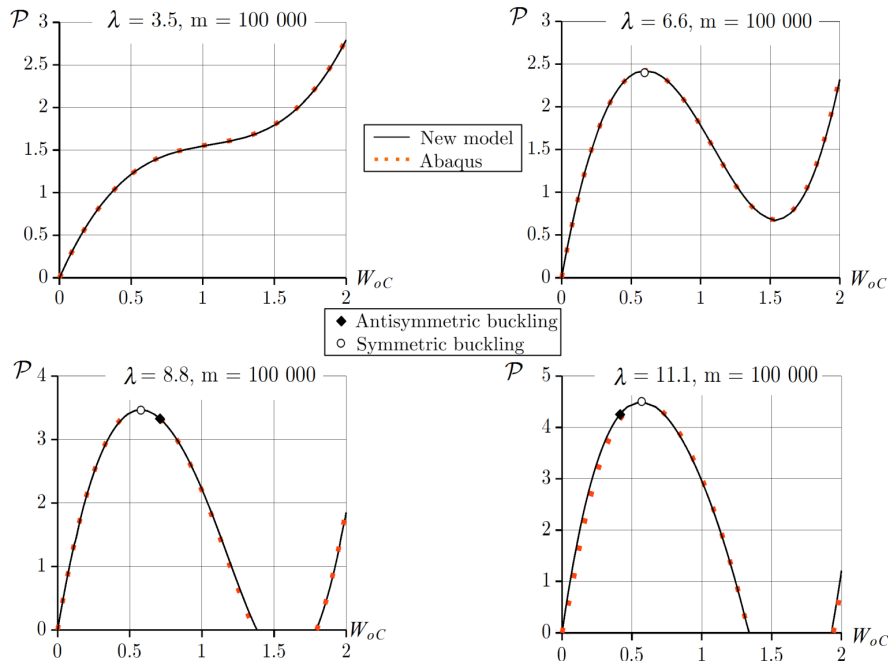 𝒫
λ = 3.5, m = 100 000
3
2.5
2
1.5
1
0.5
0
0 0.5 1 1.5 2
W_oC
𝒫
λ = 6.6, m = 100 000
3
2.5
2
1.5
1
0.5
0
0 0.5 1 1.5 2
W_oC
New model
Abaqus
Antisymmetric buckling
Symmetric buckling
𝒫
λ = 8.8, m = 100 000
4
3
2
1
0
0 0.5 1 1.5 2
W_oC
𝒫
λ = 11.1, m = 100 000
5
4
3
2
1
0
0 0.5 1 1.5 2
W_oC